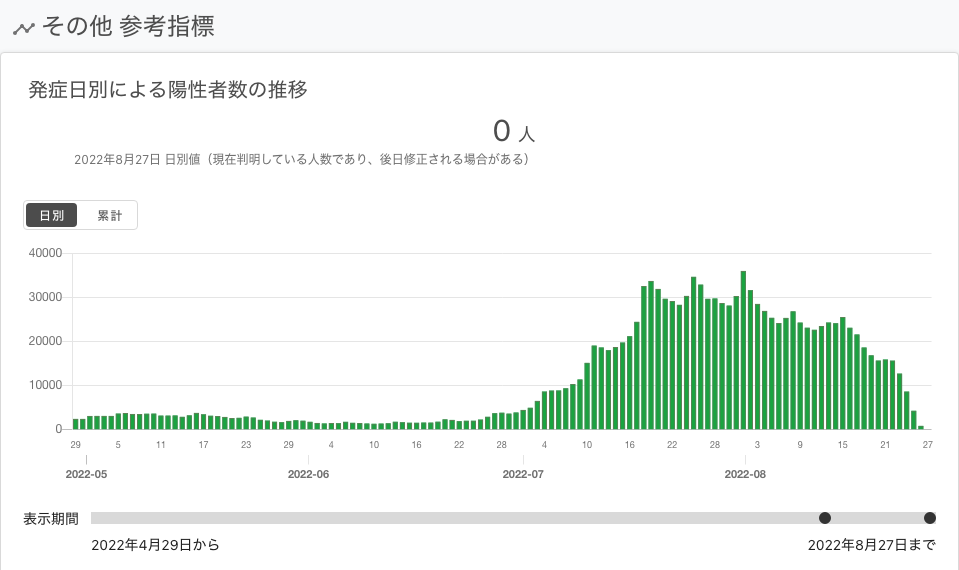 その他 参考指標
発症日別による陽性者数の推移
0 人
2022年8月27日 日別値（現在判明している人数であり、後日修正される場合がある）
日別 累計
40000
30000
20000
10000
0
29 5 11 17 23 29 4 10 16 22 28 4 10 16 22 28 3 9 15 21 27
2022-05 2022-06 2022-07 2022-08
表示期間
2022年4月29日から 2022年8月27日まで